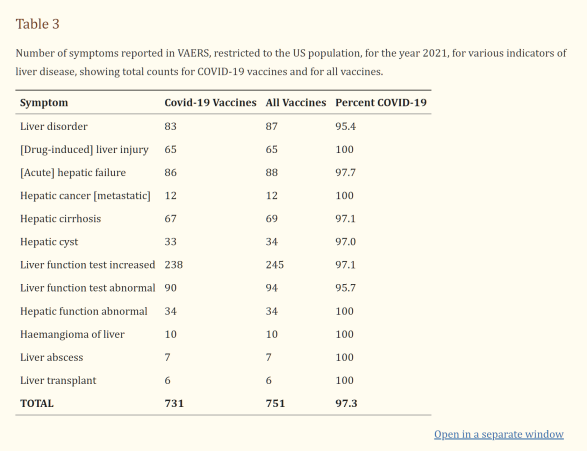 Table 3
Number of symptoms reported in VAERS, restricted to the US population, for the year 2021, for various indicators of
liver disease, showing total counts for COVID-19 vaccines and for all vaccines.
Symptom Covid-19 Vaccines All Vaccines Percent COVID-19
Liver disorder 83 87 95.4
[Drug-induced] liver injury 65 65 100
[Acute] hepatic failure 86 88 97.7
Hepatic cancer [metastatic] 12 12 100
Hepatic cirrhosis 67 69 97.1
Hepatic cyst 33 34 97.0
Liver function test increased 238 245 97.1
Liver function test abnormal 90 94 95.7
Hepatic function abnormal 34 34 100
Haemangioma of liver 10 10 100
Liver abscess 7 7 100
Liver transplant 6 6 100
TOTAL 731 751 97.3
Open in a separate window